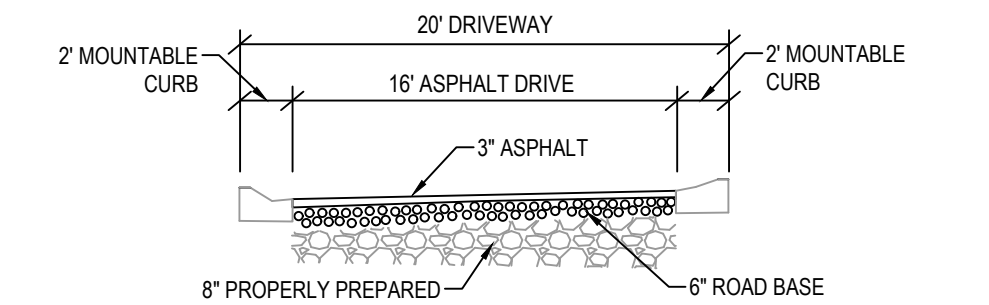 20' DRIVEWAY
2' MOUNTABLE
CURB
2' MOUNTABLE
CURB
16' ASPHALT DRIVE
3" ASPHALT
8" PROPERLY PREPARED
6" ROAD BASE